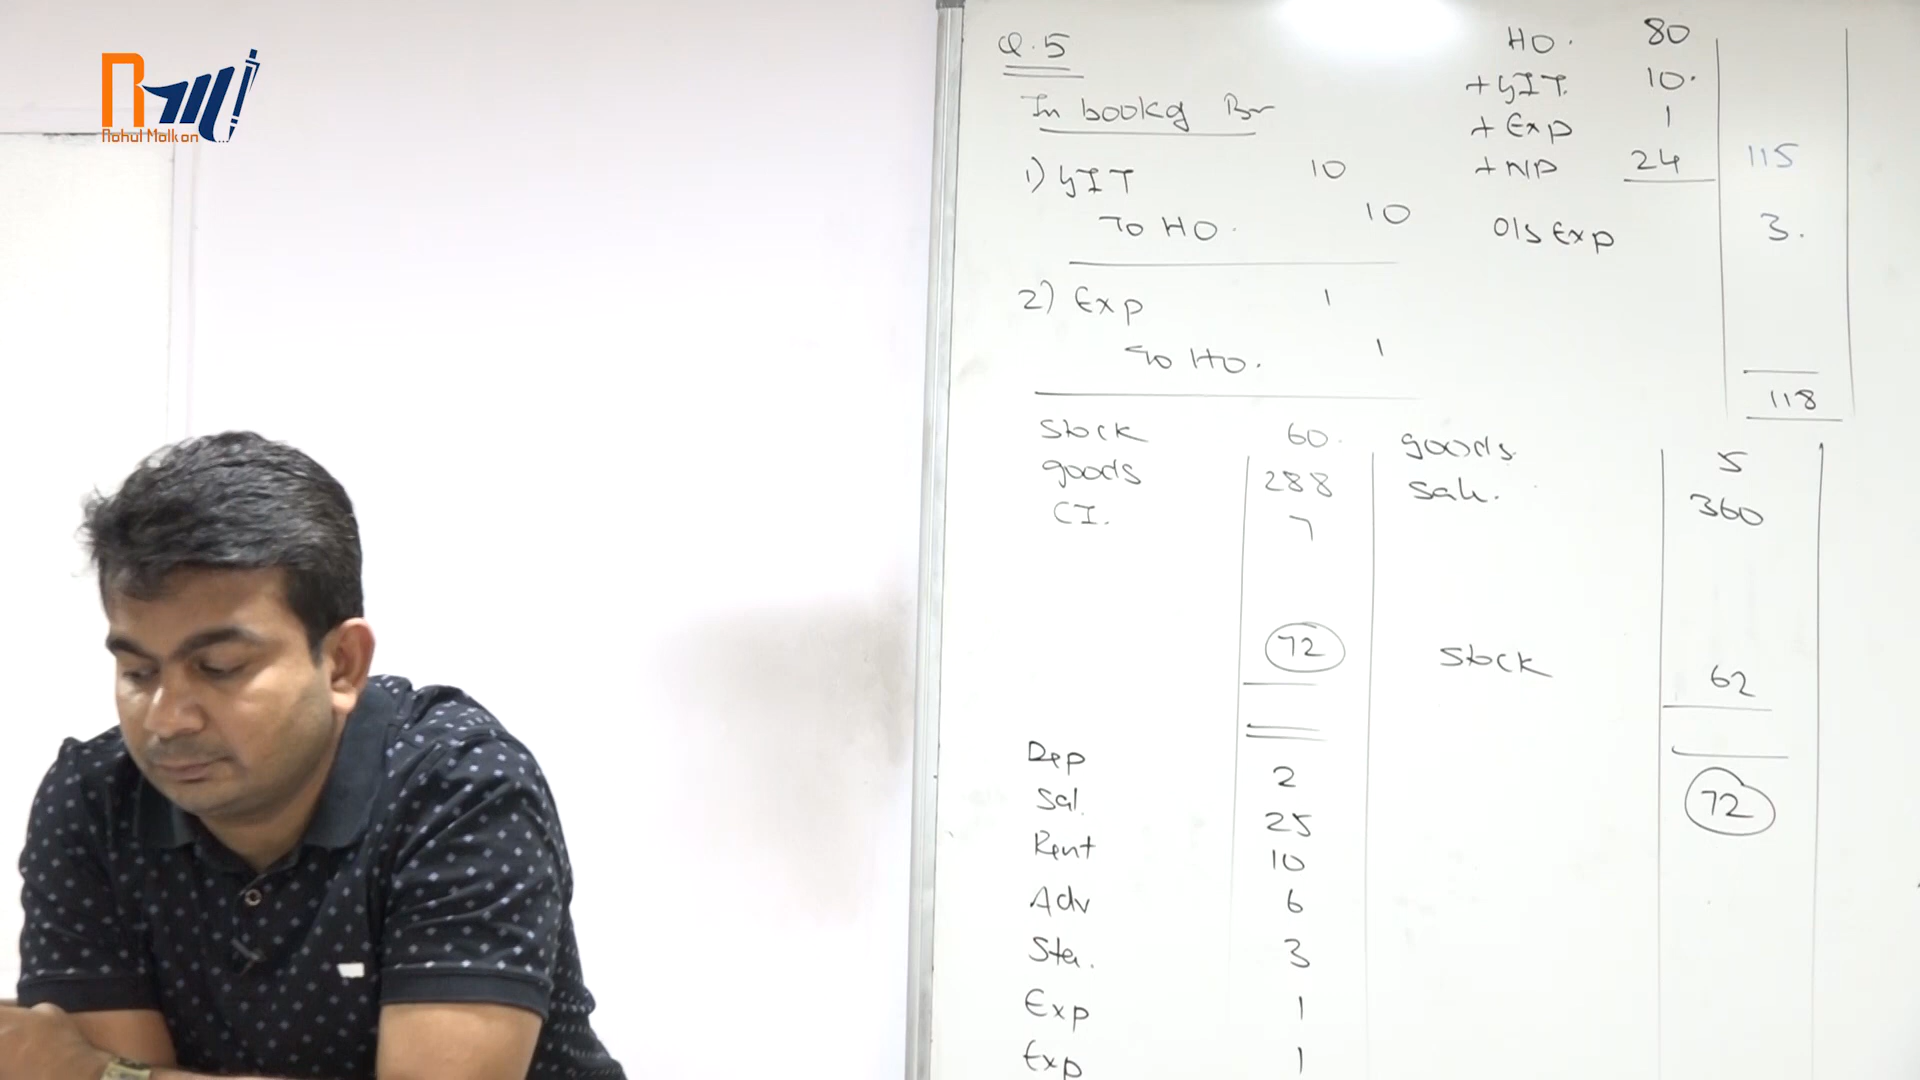 RM
Rahul Malkan
Q.5
In book of Br
1) GIT 10
To HO. 10
2) Exp 1
To HO. 1
HO. 80
+ GIT. 10.
+ Exp 1
+ NP 24 115
O/s Exp 3.
118
Stock 60. goods. 5
goods 288 Sale. 360
CI. 7
72 Stock 62
72
Dep 2
Sal. 25
Rent 10
Adv 6
Sta. 3
Exp 1
Exp 1